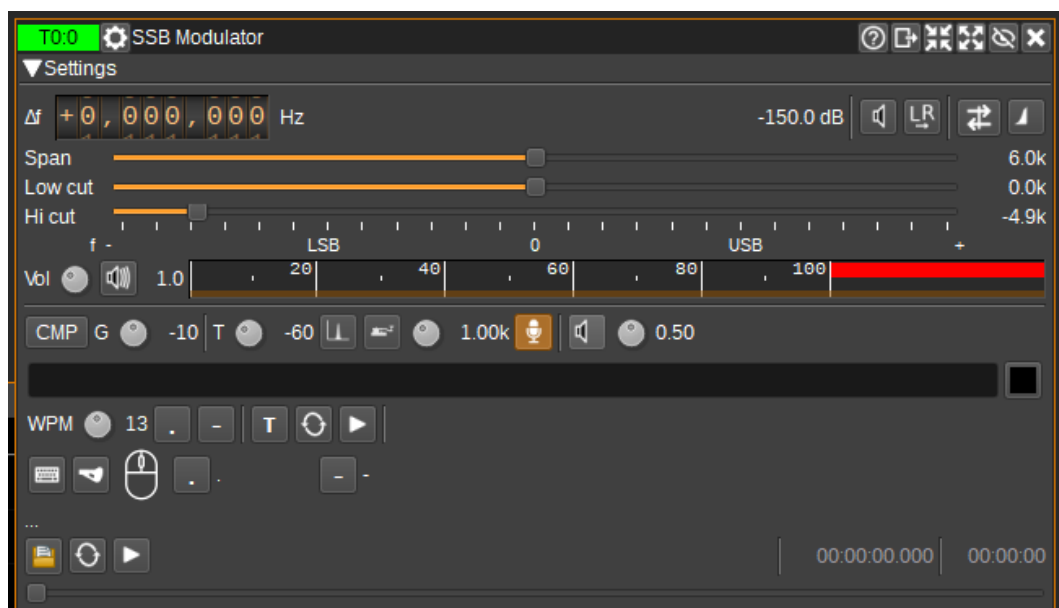 T0:0 SSB Modulator
Settings
Δf +0,000,000 Hz -150.0 dB LR
Span 6.0k
Low cut 0.0k
Hi cut -4.9k
f - LSB 0 USB +
Vol 1.0 20 40 60 80 100
CMP G -10 T -60 1.00k 0.50
WPM 13 . - T
. . - -
...
00:00:00.000 00:00:00